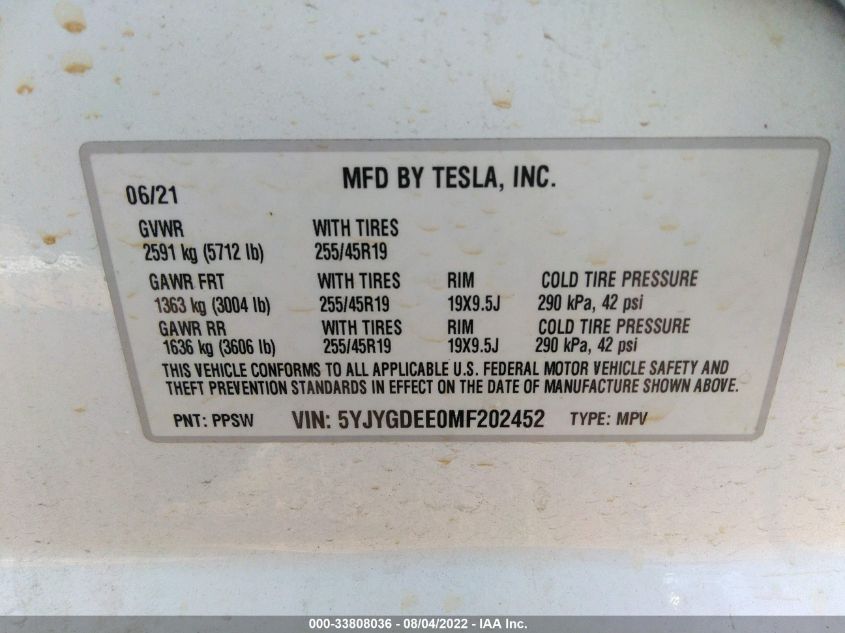 MFD BY TESLA, INC.
06/21
GVWR WITH TIRES
2591 kg (5712 lb) 255/45R19
GAWR FRT WITH TIRES RIM COLD TIRE PRESSURE
1363 kg (3004 lb) 255/45R19 19X9.5J 290 kPa, 42 psi
GAWR RR WITH TIRES RIM COLD TIRE PRESSURE
1636 kg (3606 lb) 255/45R19 19X9.5J 290 kPa, 42 psi
THIS VEHICLE CONFORMS TO ALL APPLICABLE U.S. FEDERAL MOTOR VEHICLE SAFETY AND
THEFT PREVENTION STANDARDS IN EFFECT ON THE DATE OF MANUFACTURE SHOWN ABOVE.
PNT: PPSW VIN: 5YJYGDEE0MF202452 TYPE: MPV
000-33808036 - 08/04/2022 - IAA Inc.